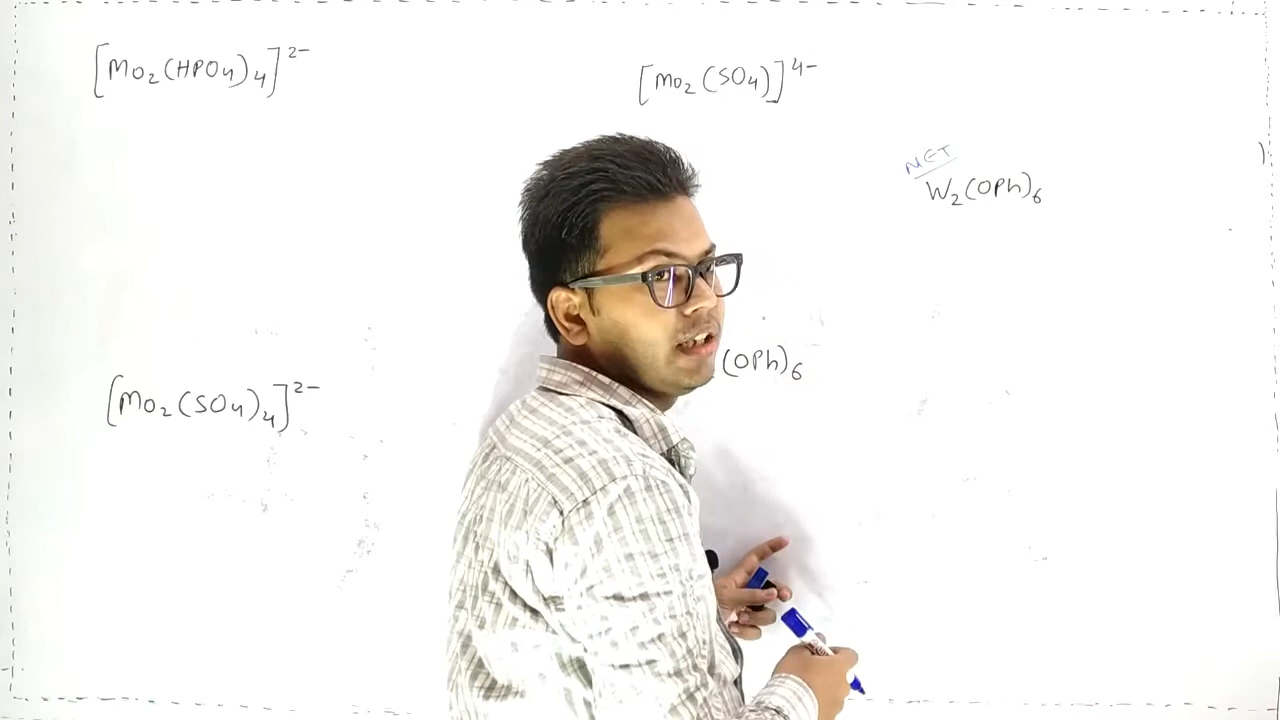 [Mo₂(HPO₄)₄]²⁻
[Mo₂(SO₄)]⁴⁻
NET
W₂(OPh)₆
(OPh)₆
[Mo₂(SO₄)₄]²⁻